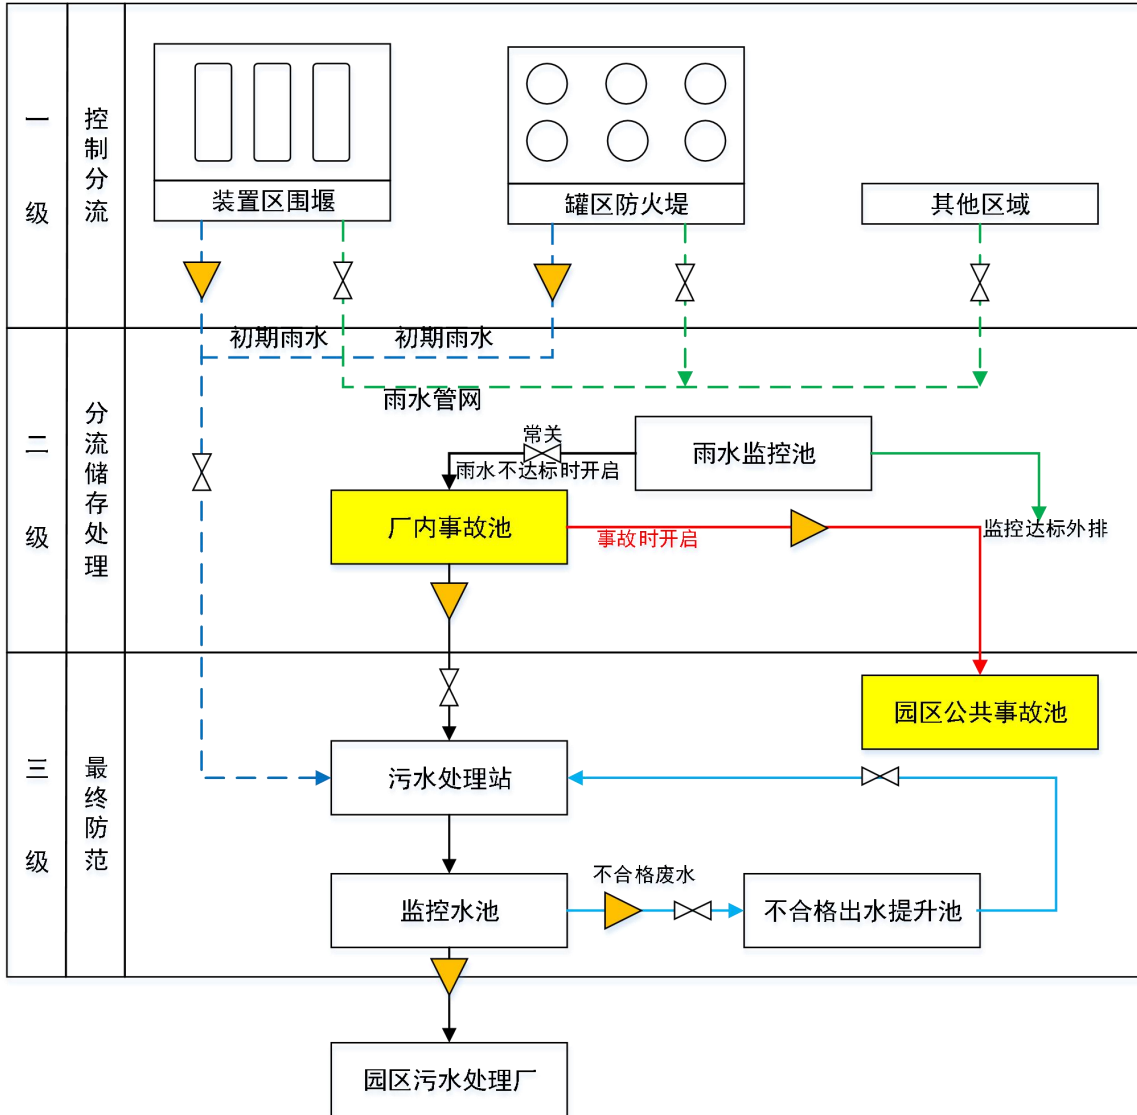 一级
控制分流
装置区围堰
罐区防火堤
其他区域
初期雨水
初期雨水
雨水管网
二级
分流储存处理
常关
雨水不达标时开启
雨水监控池
厂内事故池
事故时开启
监控达标外排
园区公共事故池
三级
最终防范
污水处理站
不合格废水
监控水池
不合格出水提升池
园区污水处理厂